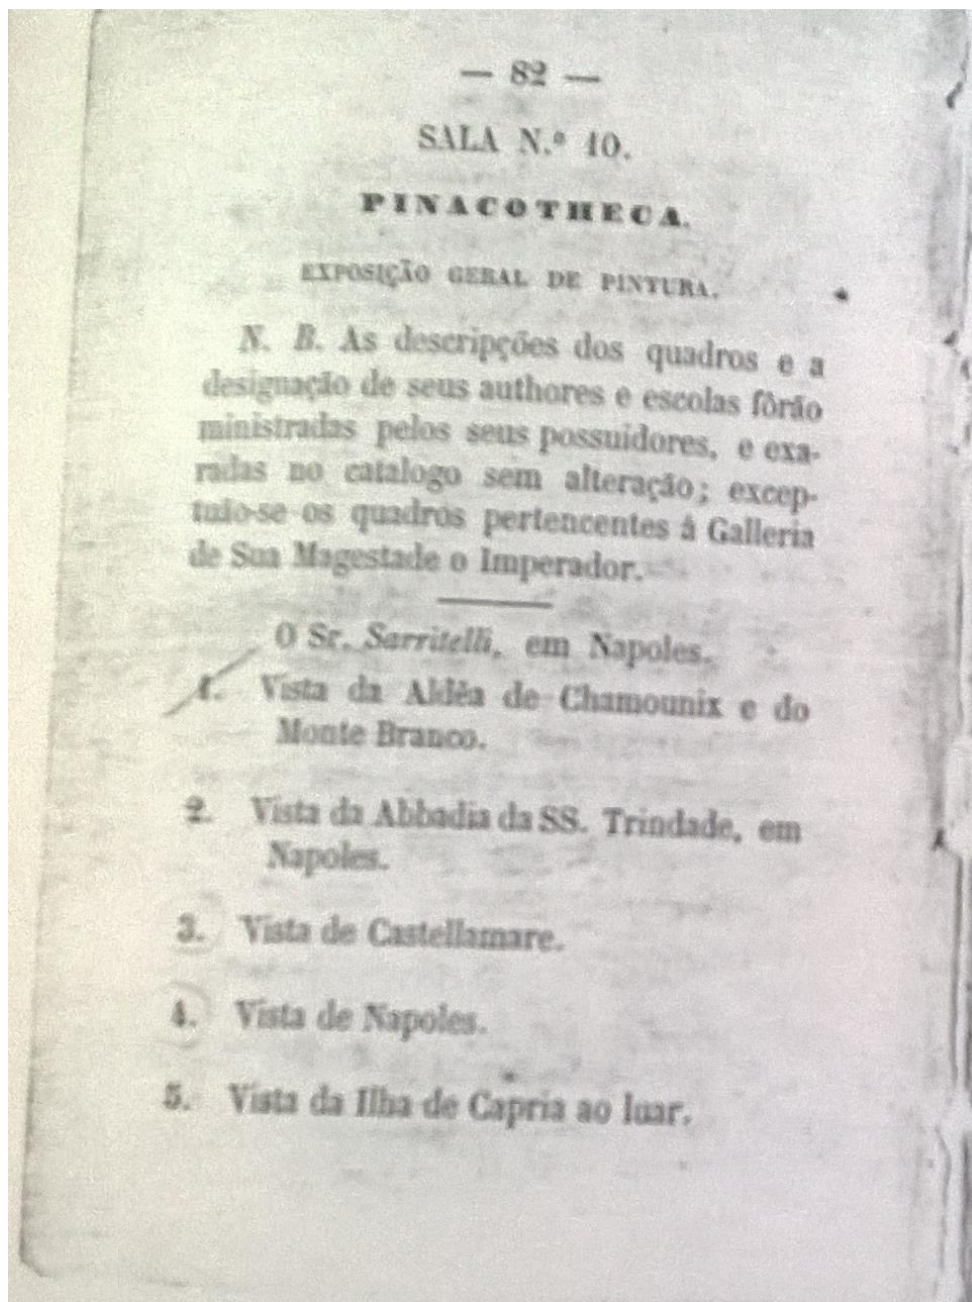 — 82 —
SALA N.º 10.
PINACOTHECA.
EXPOSIÇÃO GERAL DE PINTURA.
N. B. As descripções dos quadros e a
designação de seus authores e escolas fôrão
ministradas pelos seus possuidores, e exa-
radas no catalogo sem alteração; excep-
tuão-se os quadros pertencentes á Galleria
de Sua Magestade o Imperador.
O Sr. Sarritelli, em Napoles.
1. Vista da Aldêa de Chamounix e do
Monte Branco.
2. Vista da Abbadia da SS. Trindade, em
Napoles.
3. Vista de Castellamare.
4. Vista de Napoles.
5. Vista da Ilha de Capria ao luar.